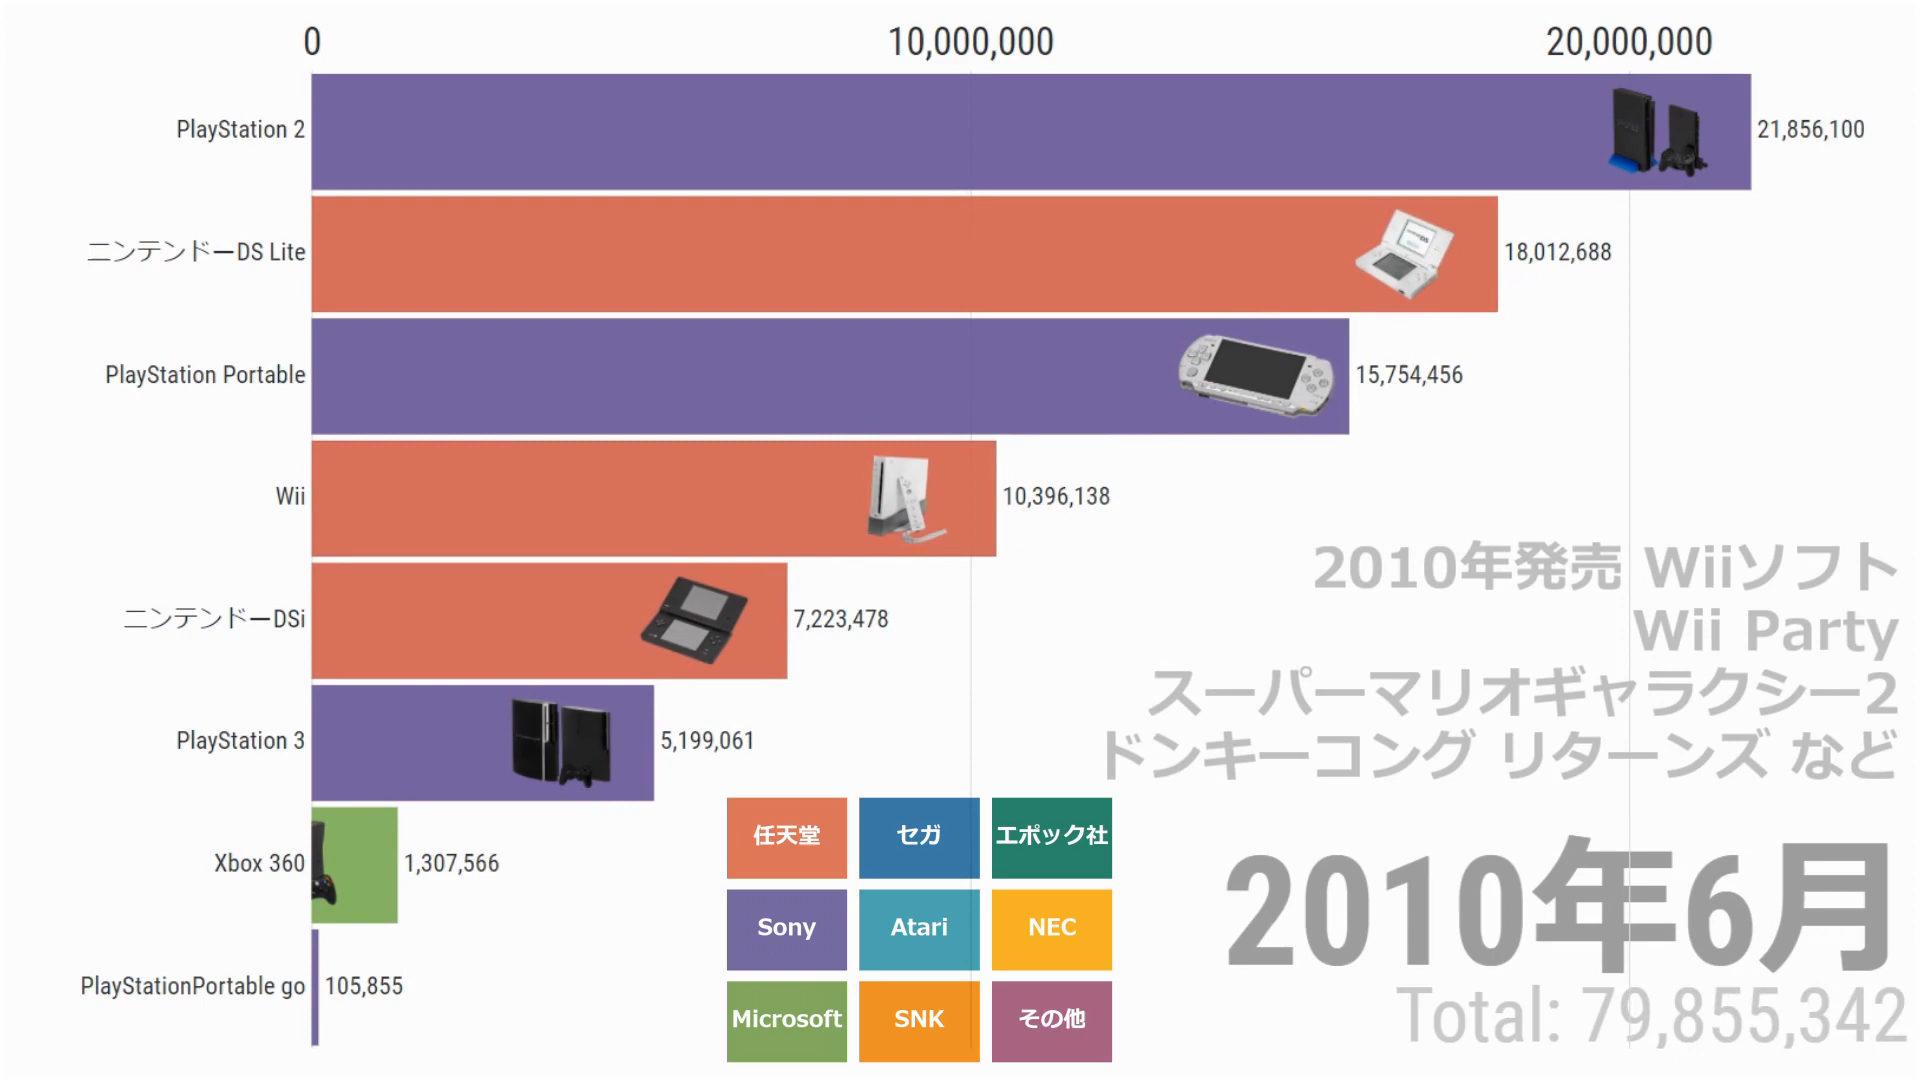 0 10,000,000 20,000,000
PlayStation 2 21,856,100
ニンテンドーDS Lite 18,012,688
PlayStation Portable 15,754,456
Wii 10,396,138
ニンテンドーDSi 7,223,478
PlayStation 3 5,199,061
Xbox 360 1,307,566
PlayStationPortable go 105,855
2010年発売 Wiiソフト
Wii Party
スーパーマリオギャラクシー2
ドンキーコング リターンズ など
任天堂 セガ エポック社
Sony Atari NEC
Microsoft SNK その他
2010年6月
Total: 79,855,342